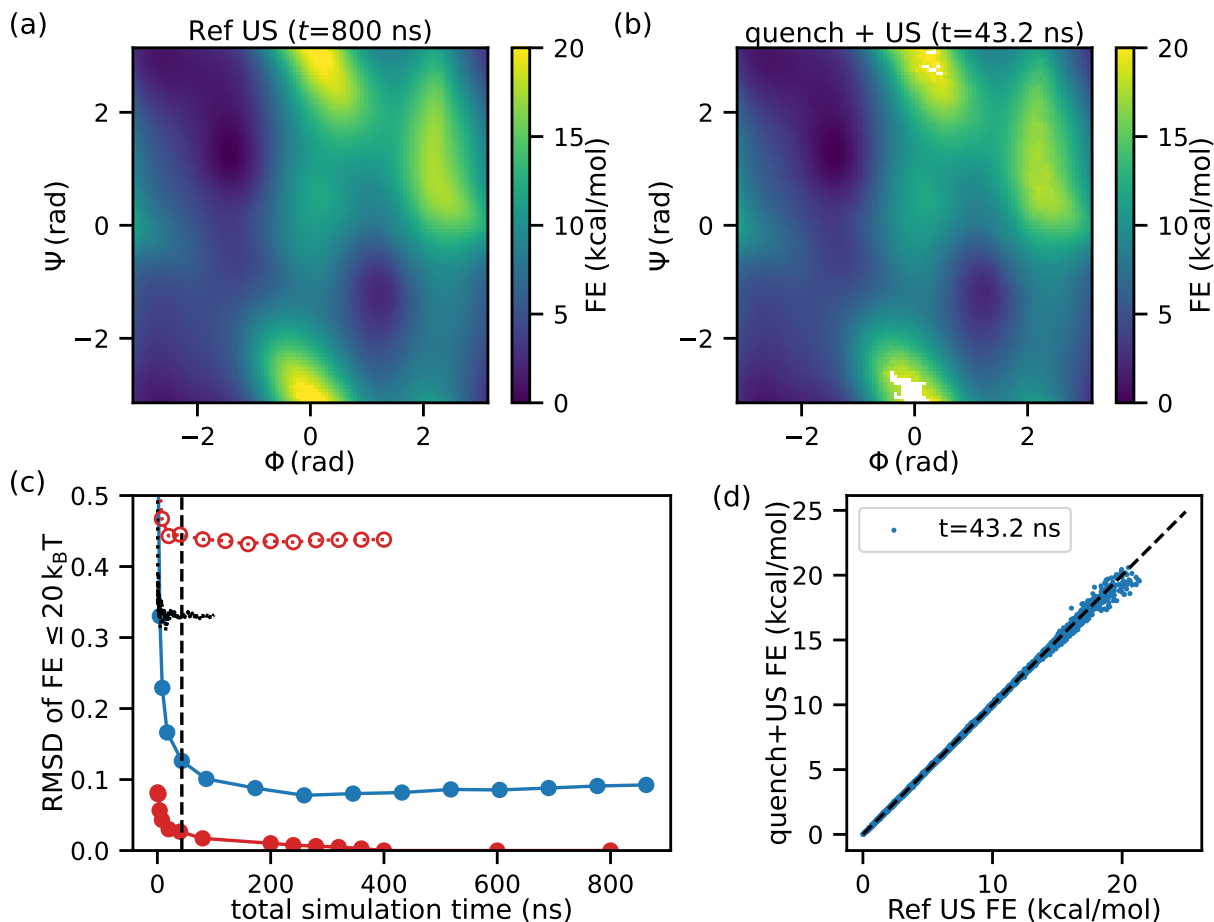 (a)
Ref US (t=800 ns)
Ψ (rad)
2
0
−2
−2
0
2
Φ (rad)
20
15
10
5
0
FE (kcal/mol)
(b)
quench + US (t=43.2 ns)
Ψ (rad)
2
0
−2
−2
0
2
Φ (rad)
20
15
10
5
0
FE (kcal/mol)
(c)
RMSD of FE ≤ 20 k_BT
0.5
0.4
0.3
0.2
0.1
0.0
0
200
400
600
800
total simulation time (ns)
(d)
quench+US FE (kcal/mol)
25
20
15
10
5
0
t=43.2 ns
0
10
20
Ref US FE (kcal/mol)